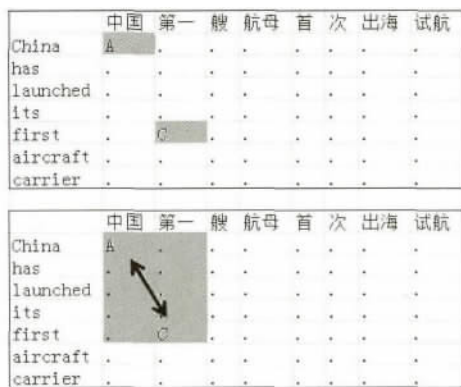 中国 第一 艘 航母 首 次 出海 试航
China A . . . . . . .
has . . . . . . . .
launched . . . . . . . .
its . . . . . . . .
first . C . . . . . .
aircraft . . . . . . . .
carrier . . . . . . . .
中国 第一 艘 航母 首 次 出海 试航
China A . . . . . . .
has . . . . . . . .
launched . . . . . . . .
its . . . . . . . .
first . C . . . . . .
aircraft . . . . . . . .
carrier . . . . . . . .